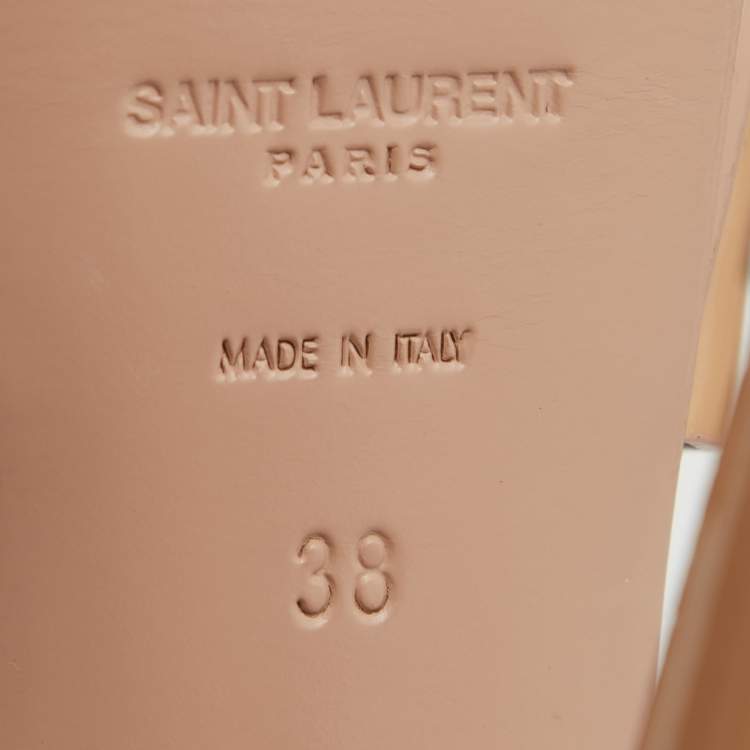 SAINT LAURENT
PARIS
MADE IN ITALY
38